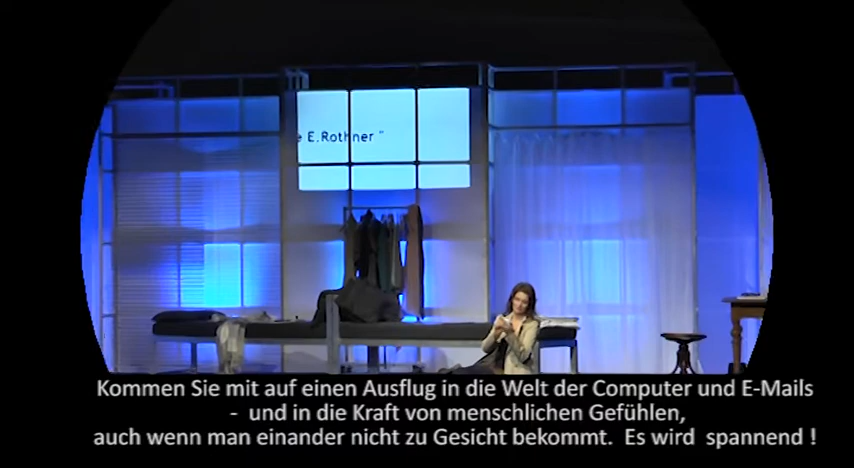 e E.Rothner "
Kommen Sie mit auf einen Ausflug in die Welt der Computer und E-Mails
- und in die Kraft von menschlichen Gefühlen,
auch wenn man einander nicht zu Gesicht bekommt. Es wird spannend !